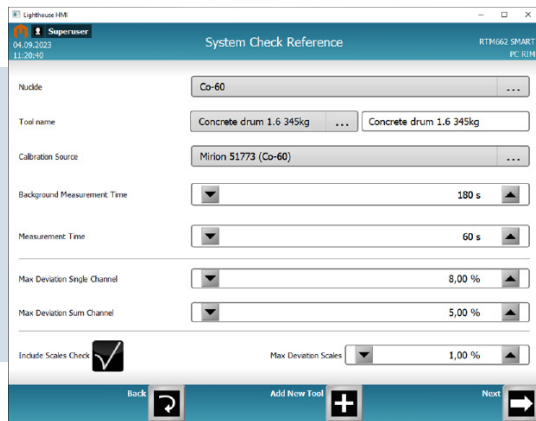 Lighthouse HMI
Superuser
04.09.2023
11:20:40
System Check Reference
RTM662 SMART
PC RIM
Nuclide
Co-60
...
Tool name
Concrete drum 1.6 345kg ... Concrete drum 1.6 345kg
Calibration Source
Mirion 51773 (Co-60)
...
Background Measurement Time
180 s
Measurement Time
60 s
Max Deviation Single Channel
8,00 %
Max Deviation Sum Channel
5,00 %
Include Scales Check
Max Deviation Scales
1,00 %
Back
Add New Tool
Next